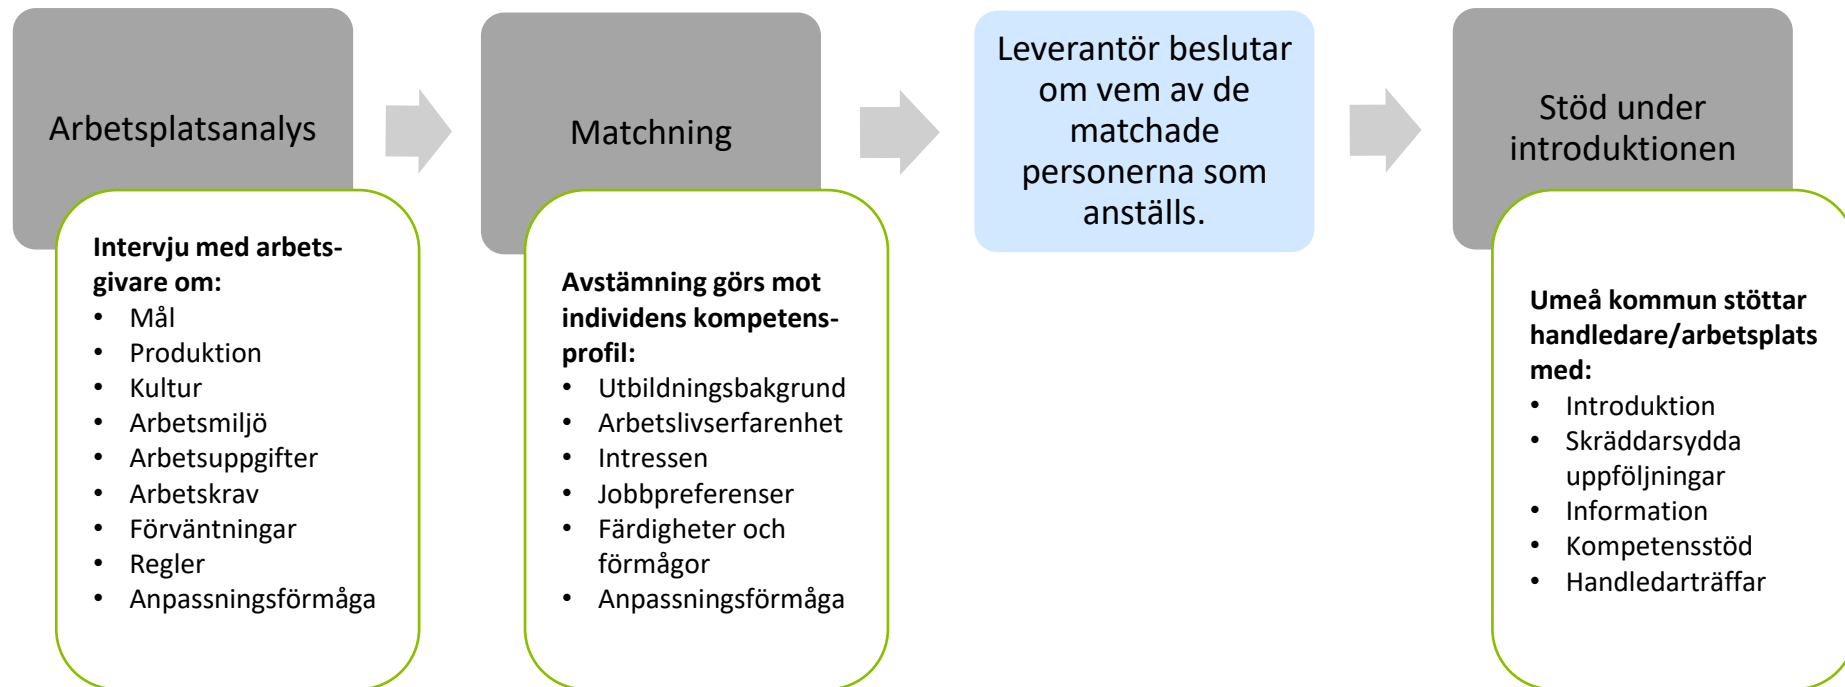 Arbetsplatsanalys
Intervju med arbets-
givare om:
• Mål
• Produktion
• Kultur
• Arbetsmiljö
• Arbetsuppgifter
• Arbetskrav
• Förväntningar
• Regler
• Anpassningsförmåga
Matchning
Avstämning görs mot
individens kompetens-
profil:
• Utbildningsbakgrund
• Arbetslivserfarenhet
• Intressen
• Jobbpreferenser
• Färdigheter och
förmågor
• Anpassningsförmåga
Leverantör beslutar
om vem av de
matchade
personerna som
anställs.
Stöd under
introduktionen
Umeå kommun stöttar
handledare/arbetsplats
med:
• Introduktion
• Skräddarsydda
uppföljningar
• Information
• Kompetensstöd
• Handledarträffar